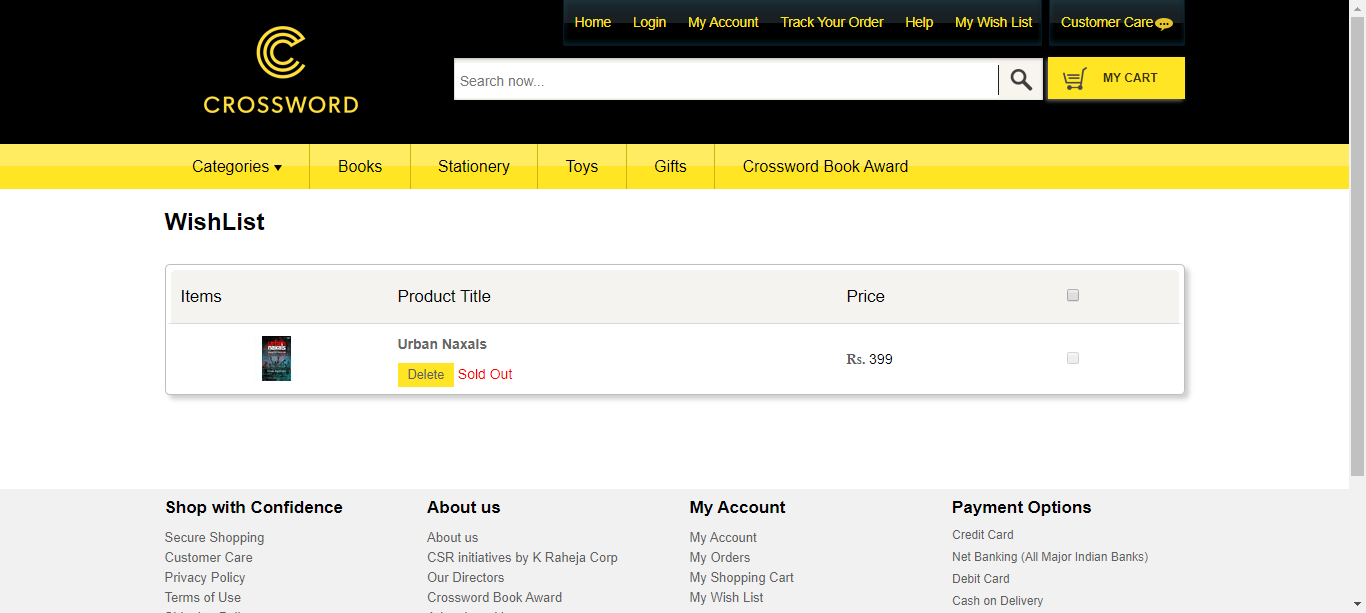 Home Login My Account Track Your Order Help My Wish List Customer Care
CROSSWORD
Search now...
MY CART
Categories Books Stationery Toys Gifts Crossword Book Award
WishList
Items Product Title Price
urban
naxals
Urban Naxals
Delete Sold Out
Rs. 399
Shop with Confidence About us My Account Payment Options
Secure Shopping About us My Account Credit Card
Customer Care CSR initiatives by K Raheja Corp My Orders Net Banking (All Major Indian Banks)
Privacy Policy Our Directors My Shopping Cart Debit Card
Terms of Use Crossword Book Award My Wish List Cash on Delivery